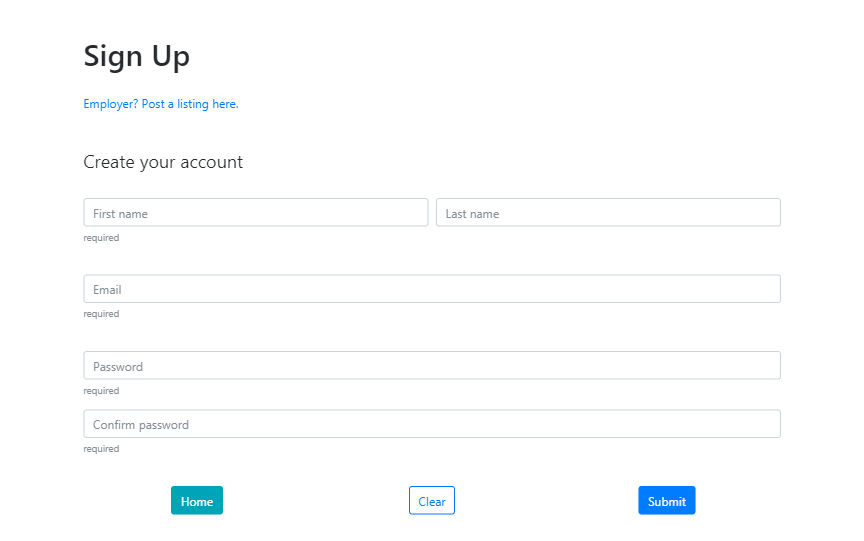 Sign Up
Employer? Post a listing here.
Create your account
First name Last name
required
Email
required
Password
required
Confirm password
required
Home Clear Submit